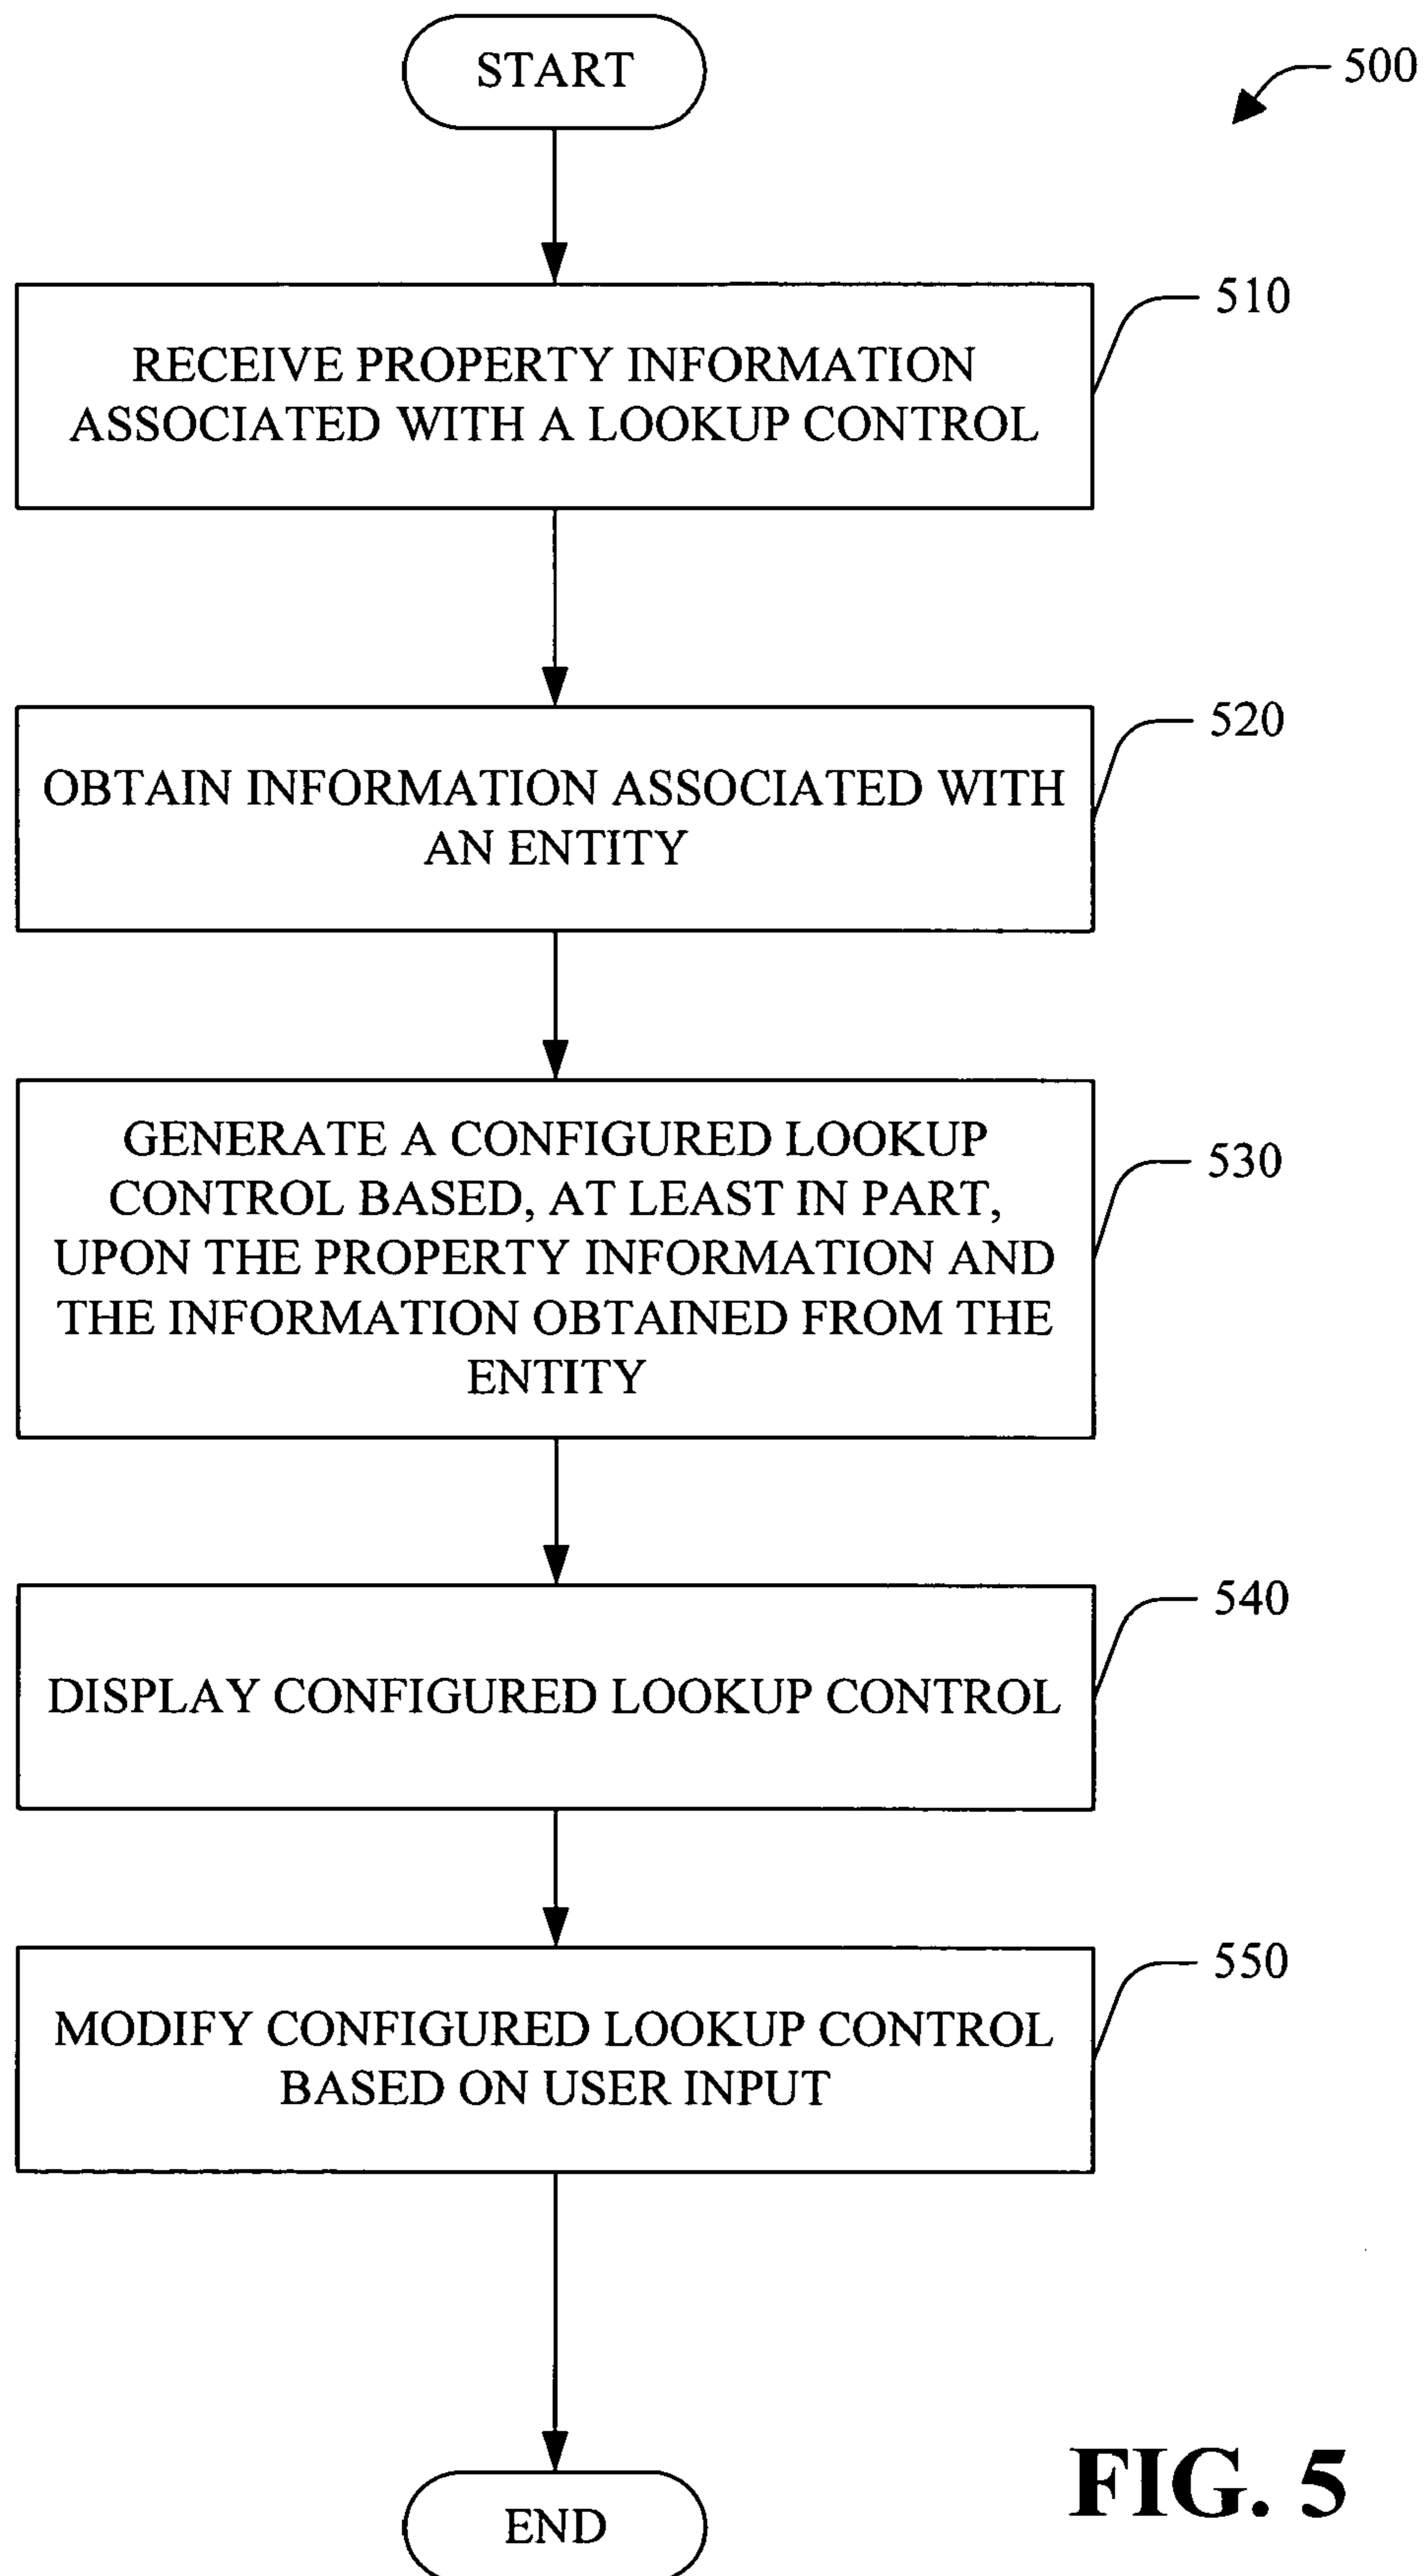 START
500
RECEIVE PROPERTY INFORMATION
ASSOCIATED WITH A LOOKUP CONTROL
510
OBTAIN INFORMATION ASSOCIATED WITH
AN ENTITY
520
GENERATE A CONFIGURED LOOKUP
CONTROL BASED, AT LEAST IN PART,
UPON THE PROPERTY INFORMATION AND
THE INFORMATION OBTAINED FROM THE
ENTITY
530
DISPLAY CONFIGURED LOOKUP CONTROL
540
MODIFY CONFIGURED LOOKUP CONTROL
BASED ON USER INPUT
550
END
FIG. 5